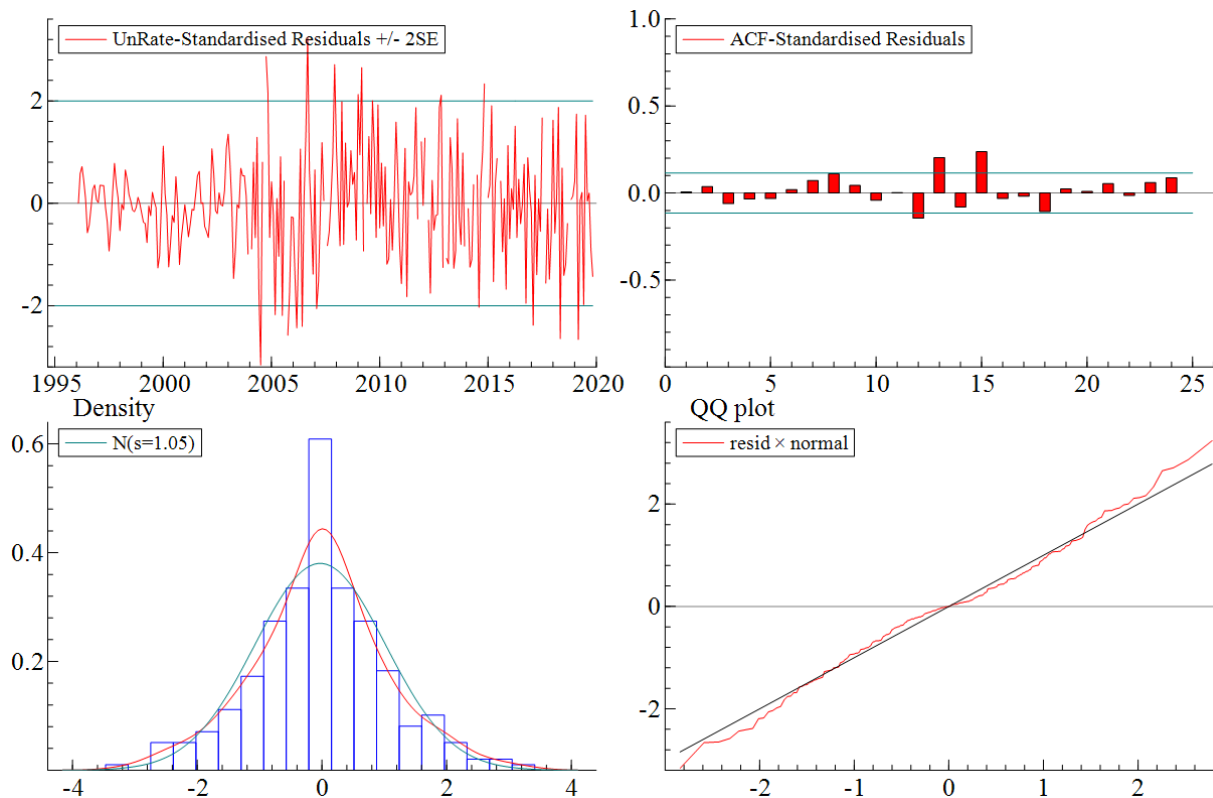 UnRate-Standardised Residuals +/- 2SE
2
0
-2
1995 2000 2005 2010 2015 2020
ACF-Standardised Residuals
1.0
0.5
0.0
-0.5
0 5 10 15 20 25
Density
N(s=1.05)
0.6
0.4
0.2
-4 -2 0 2 4
QQ plot
resid × normal
2
0
-2
-2 -1 0 1 2